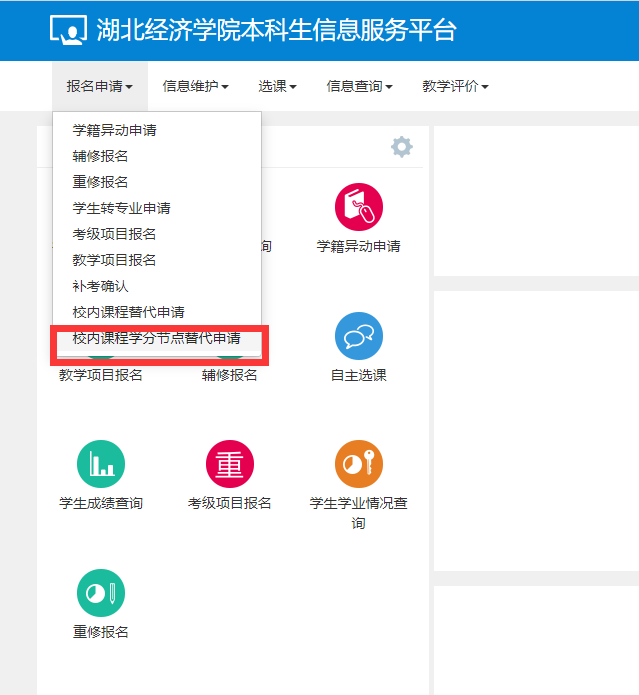 湖北经济学院本科生信息服务平台
报名申请 信息维护 选课 信息查询 教学评价
学籍异动申请
辅修报名
重修报名
学生转专业申请
考级项目报名
教学项目报名
补考确认
校内课程替代申请
校内课程学分节点替代申请
询
学籍异动申请
教学项目报名
辅修报名
自主选课
学生成绩查询
重
考级项目报名
学生学业情况查
询
重修报名